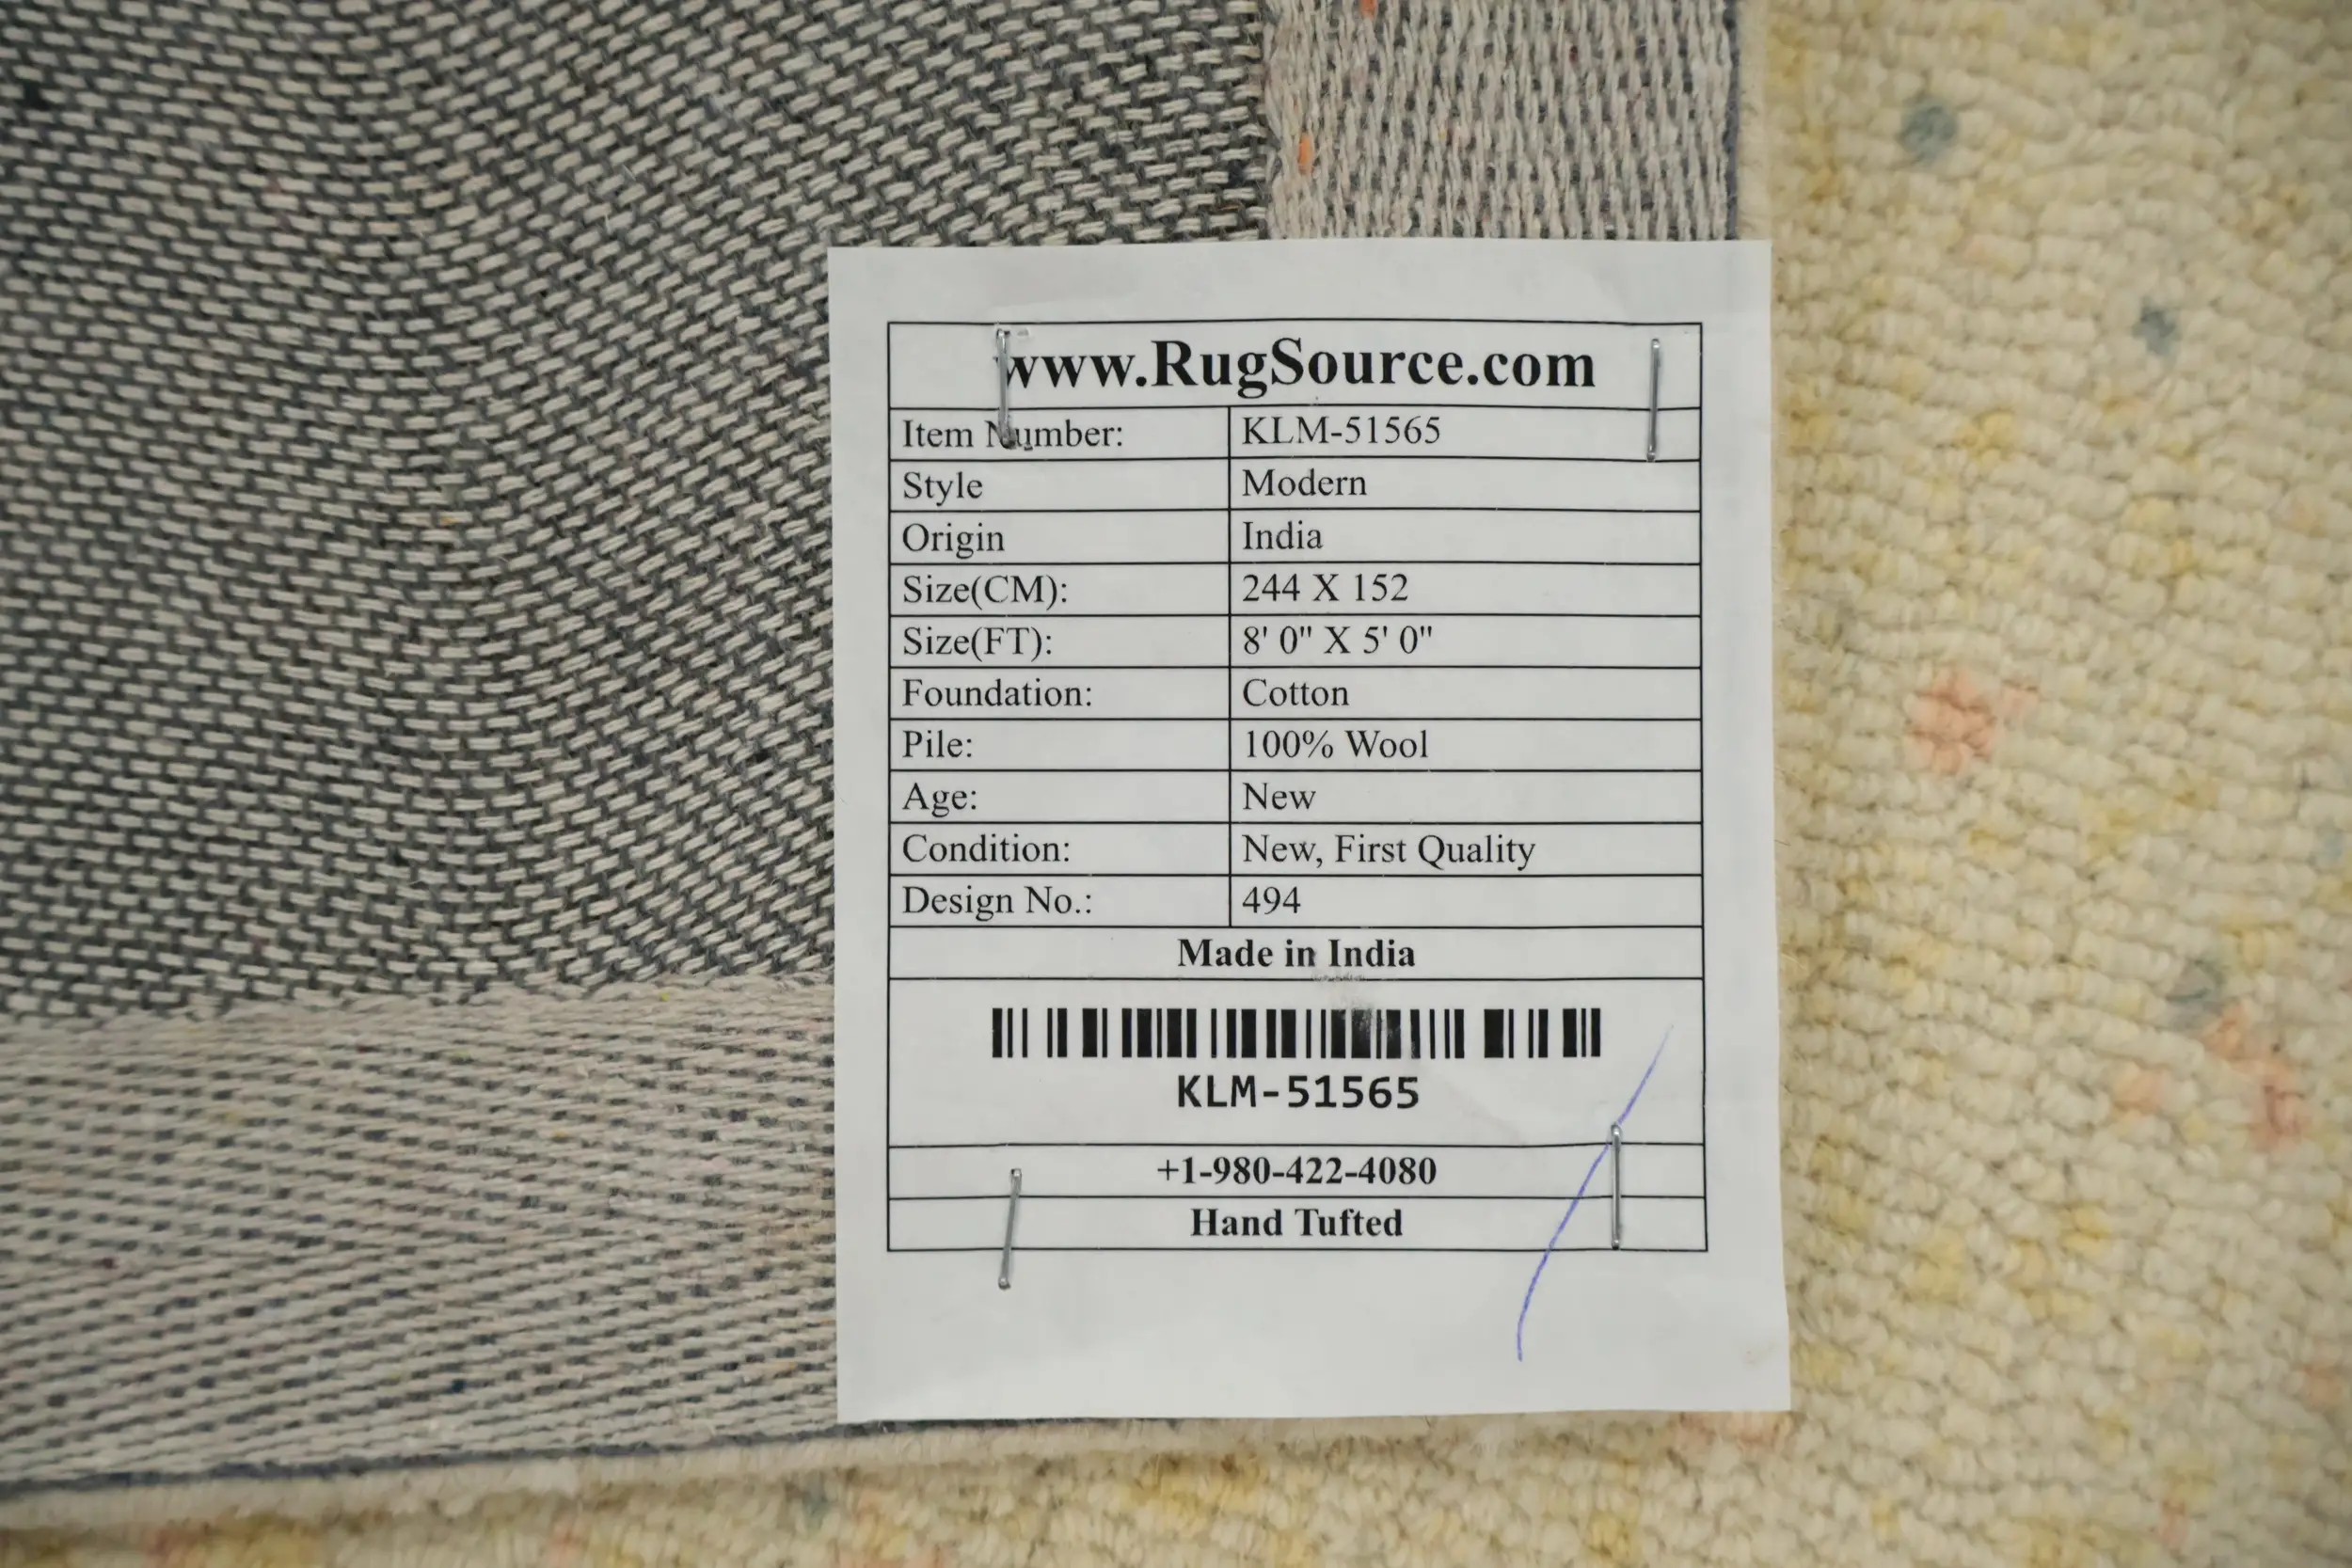 www.RugSource.com
Item Number: KLM-51565
Style Modern
Origin India
Size(CM): 244 X 152
Size(FT): 8' 0" X 5' 0"
Foundation: Cotton
Pile: 100% Wool
Age: New
Condition: New, First Quality
Design No.: 494
Made in India
KLM-51565
+1-980-422-4080
Hand Tufted